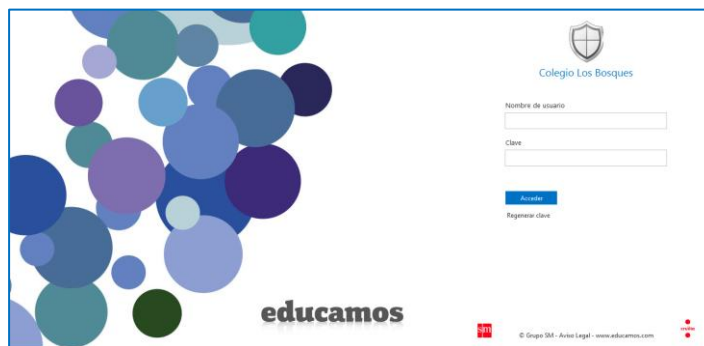 Colegio Los Bosques
Nombre de usuario
Clave
Acceder
Regenerar clave
educamos
sm
© Grupo SM - Aviso Legal - www.educamos.com